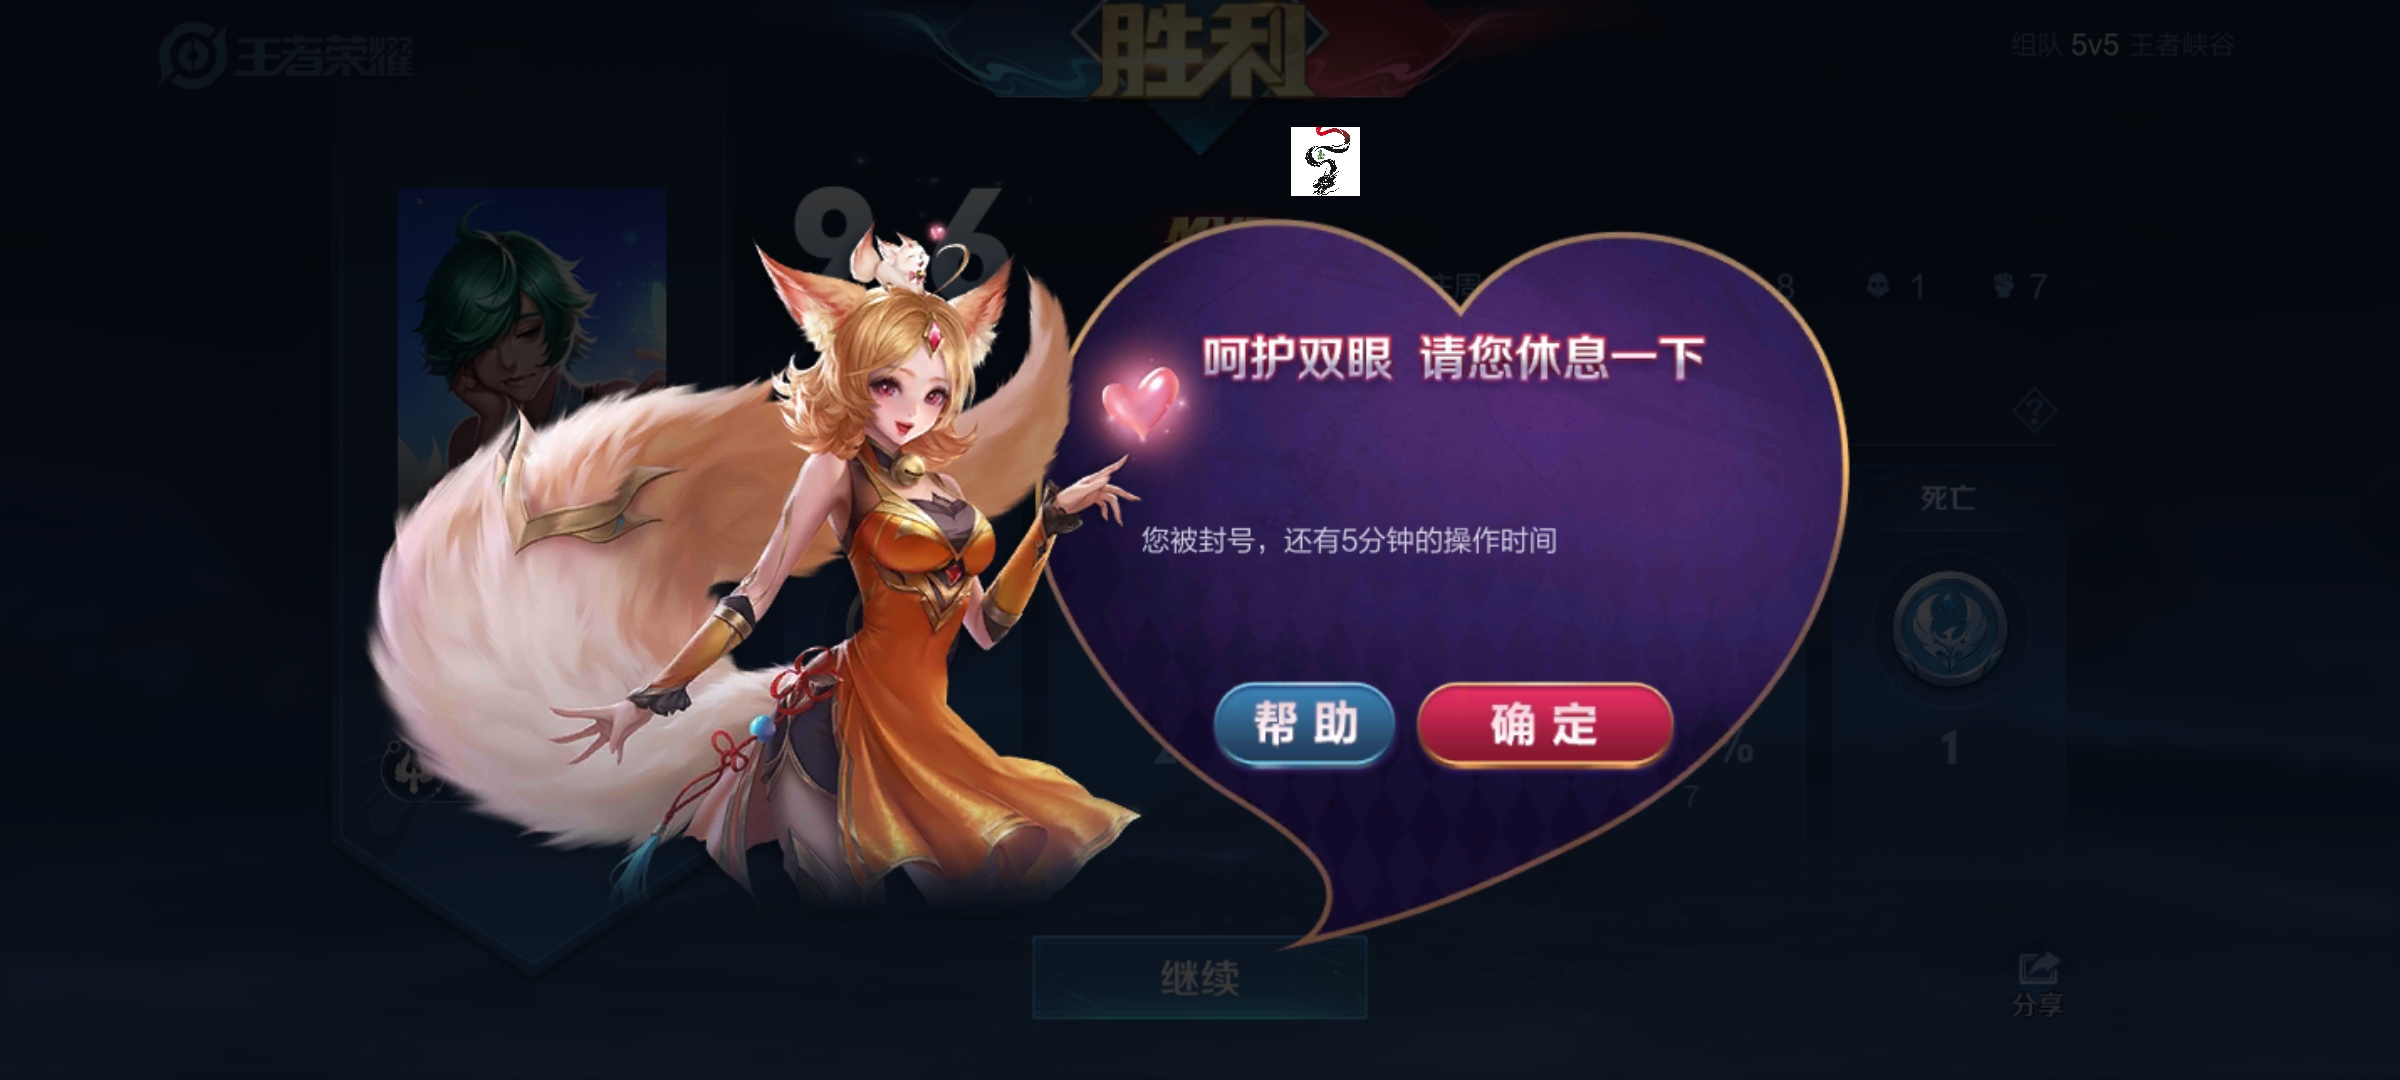 王者荣耀
胜利
组队 5v5 王者峡谷
9.6
8 1 7
呵护双眼 请您休息一下
死亡
您被封号，还有5分钟的操作时间
帮助 确定
% 1
7
继续
分享